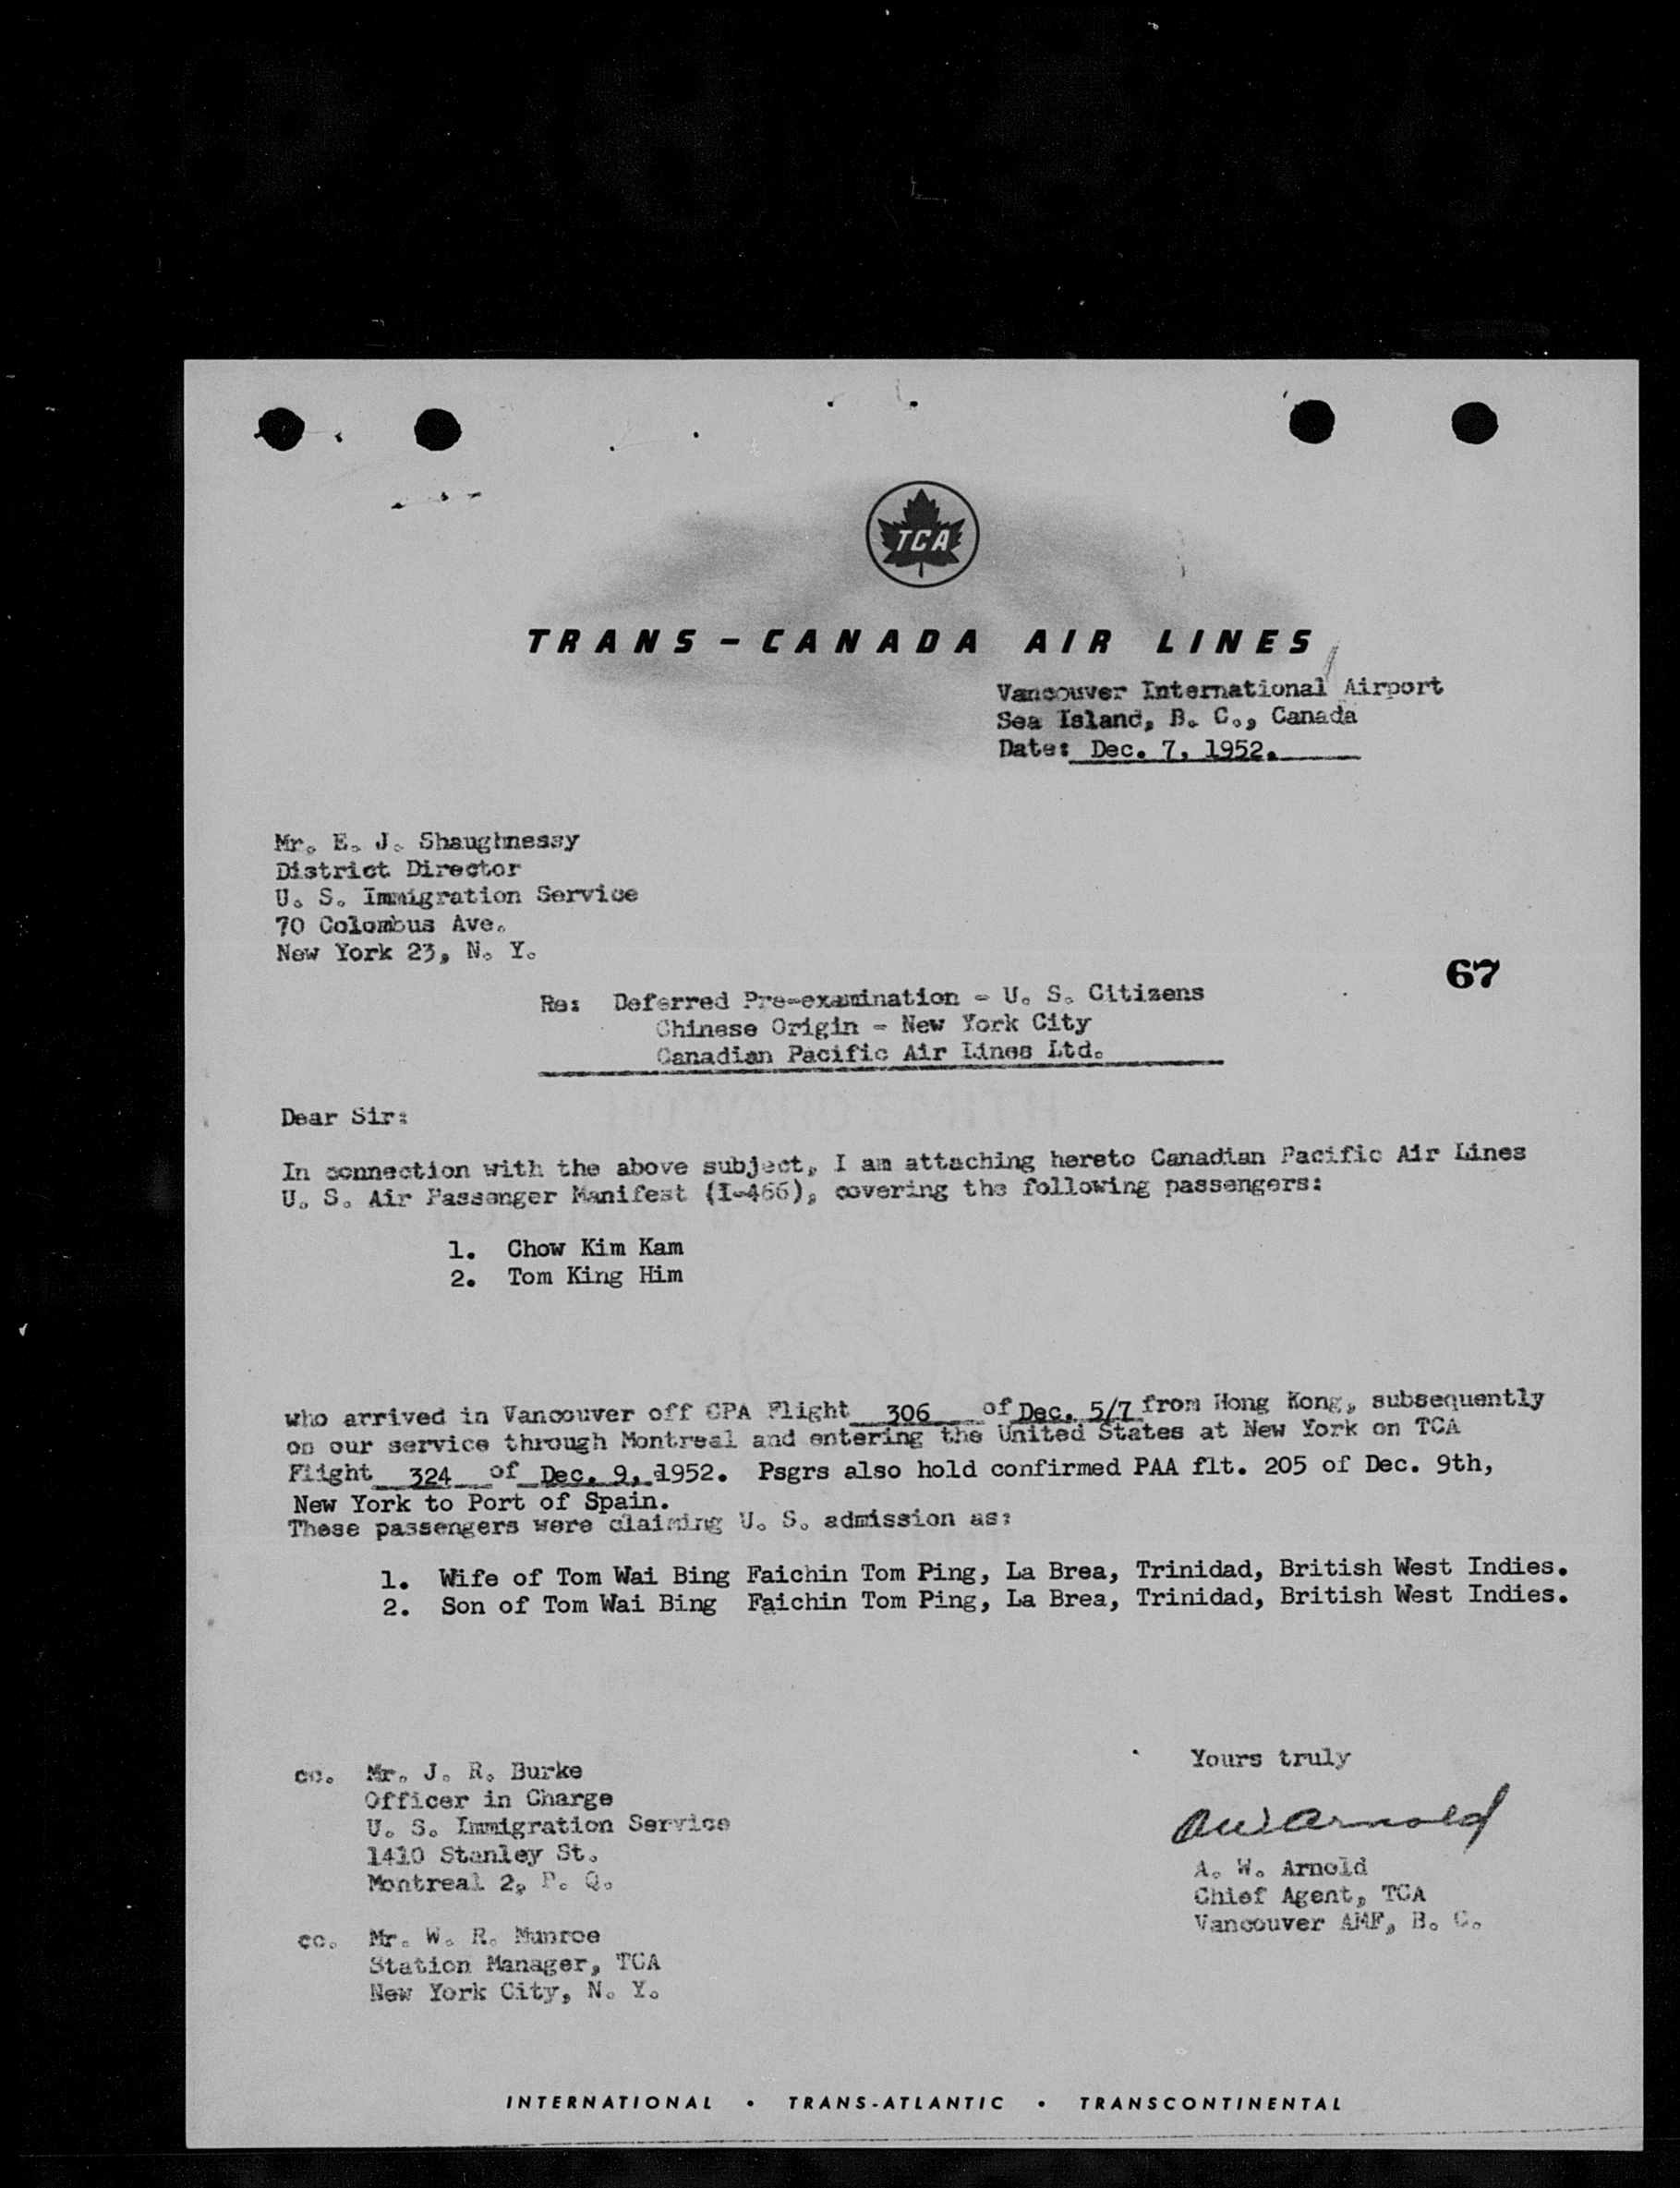 TCA
TRANS-CANADA AIR LINES
Vancouver International Airport
Sea Island, B. C., Canada
Date: Dec. 7, 1952.
Mr. E. J. Shaughnessy
District Director
U. S. Immigration Service
70 Colombus Ave.
New York 23, N. Y.
67
Re: Deferred Pre-examination - U. S. Citizens
Chinese Origin - New York City
Canadian Pacific Air Lines Ltd.
Dear Sir:
In connection with the above subject, I am attaching hereto Canadian Pacific Air Lines
U. S. Air Passenger Manifest (I-466), covering the following passengers:
1. Chow Kim Kam
2. Tom King Him
who arrived in Vancouver off CPA Flight 306 of Dec. 5/7 from Hong Kong, subsequently
on our service through Montreal and entering the United States at New York on TCA
Flight 324 of Dec. 9, 1952. Psgrs also hold confirmed PAA flt. 205 of Dec. 9th,
New York to Port of Spain.
These passengers were claiming U. S. admission as:
1. Wife of Tom Wai Bing Faichin Tom Ping, La Brea, Trinidad, British West Indies.
2. Son of Tom Wai Bing Faichin Tom Ping, La Brea, Trinidad, British West Indies.
Yours truly
AW Arnold
A. W. Arnold
Chief Agent, TCA
Vancouver AMF, B. C.
cc. Mr. J. R. Burke
Officer in Charge
U. S. Immigration Service
1410 Stanley St.
Montreal 2, P. Q.
cc. Mr. W. R. Munroe
Station Manager, TCA
New York City, N. Y.
INTERNATIONAL • TRANS-ATLANTIC • TRANSCONTINENTAL